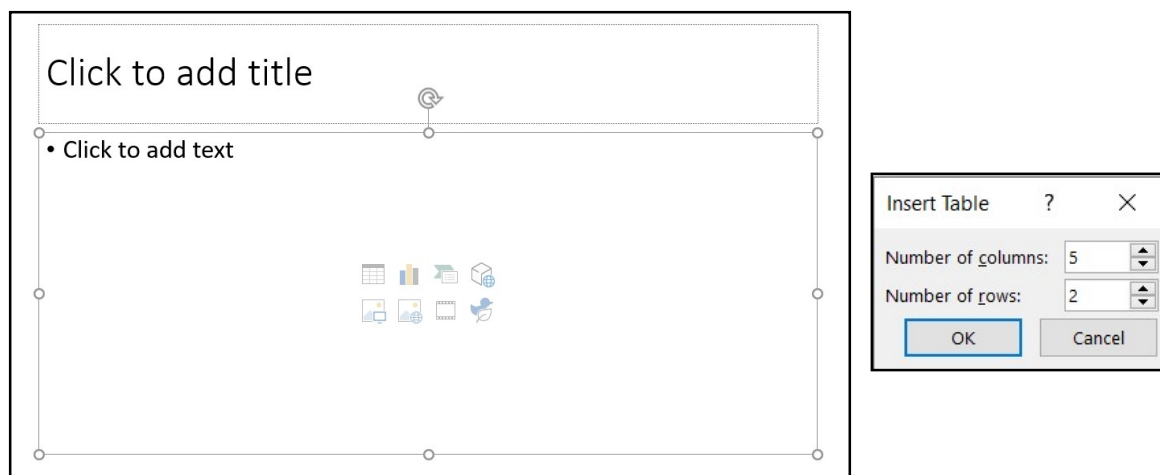 Click to add title
• Click to add text
Insert Table ? ×
Number of columns: 5
Number of rows: 2
OK Cancel